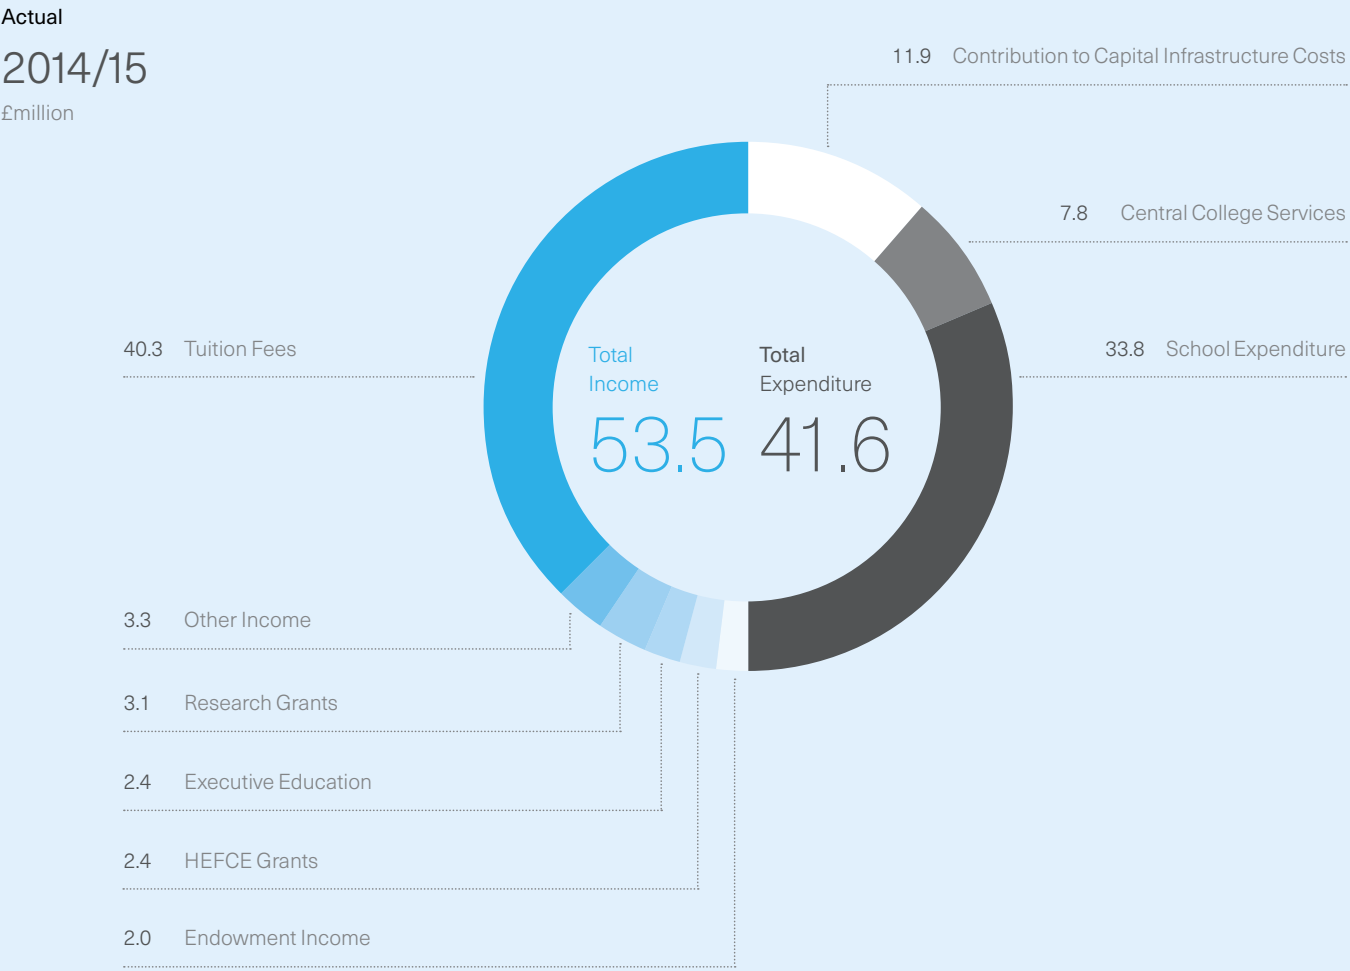 Actual
2014/15
£million
11.9 Contribution to Capital Infrastructure Costs
7.8 Central College Services
33.8 School Expenditure
40.3 Tuition Fees
Total
Income
53.5
Total
Expenditure
41.6
3.3 Other Income
3.1 Research Grants
2.4 Executive Education
2.4 HEFCE Grants
2.0 Endowment Income